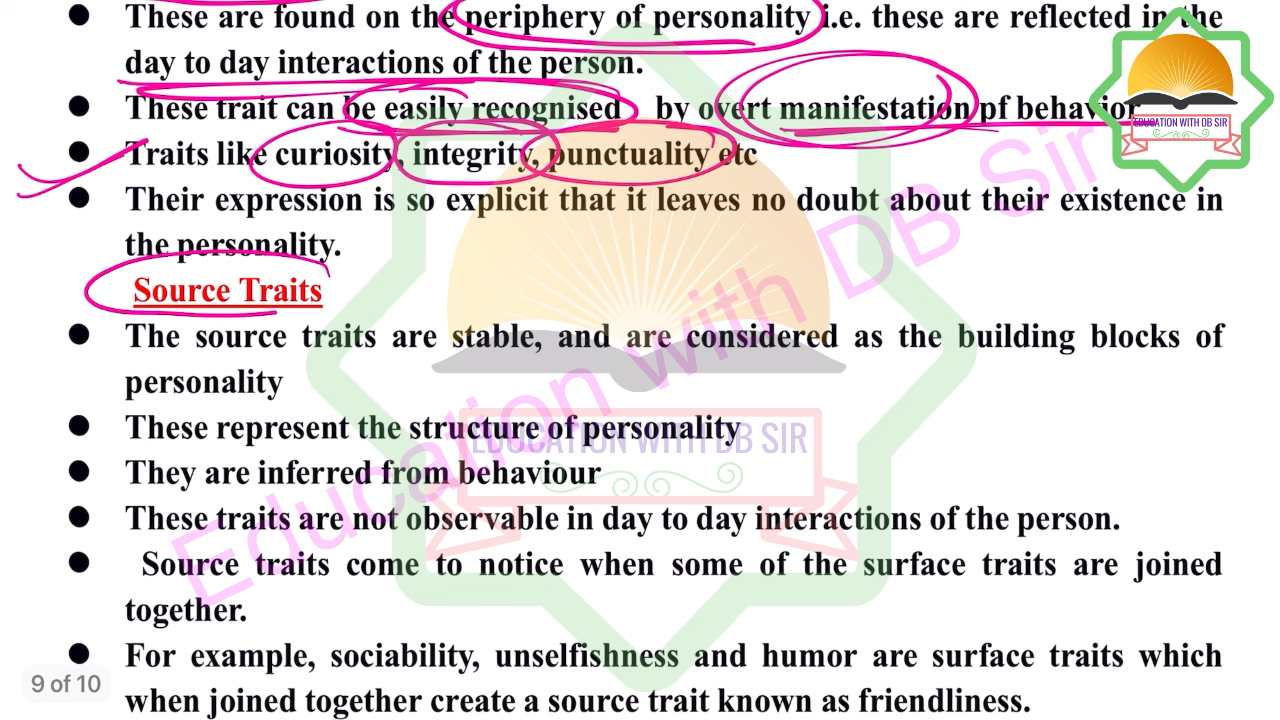 ● These are found on the periphery of personality i.e. these are reflected in the
day to day interactions of the person.
● These trait can be easily recognised by overt manifestation pf behavior
● Traits like curiosity, integrity, punctuality etc
● Their expression is so explicit that it leaves no doubt about their existence in
the personality.
Source Traits
● The source traits are stable, and are considered as the building blocks of
personality
● These represent the structure of personality
● They are inferred from behaviour
● These traits are not observable in day to day interactions of the person.
● Source traits come to notice when some of the surface traits are joined
together.
● For example, sociability, unselfishness and humor are surface traits which
when joined together create a source trait known as friendliness.
9 of 10
EDUCATION WITH DB SIR
EDUCATION WITH DB SIR
Education with DB Sir